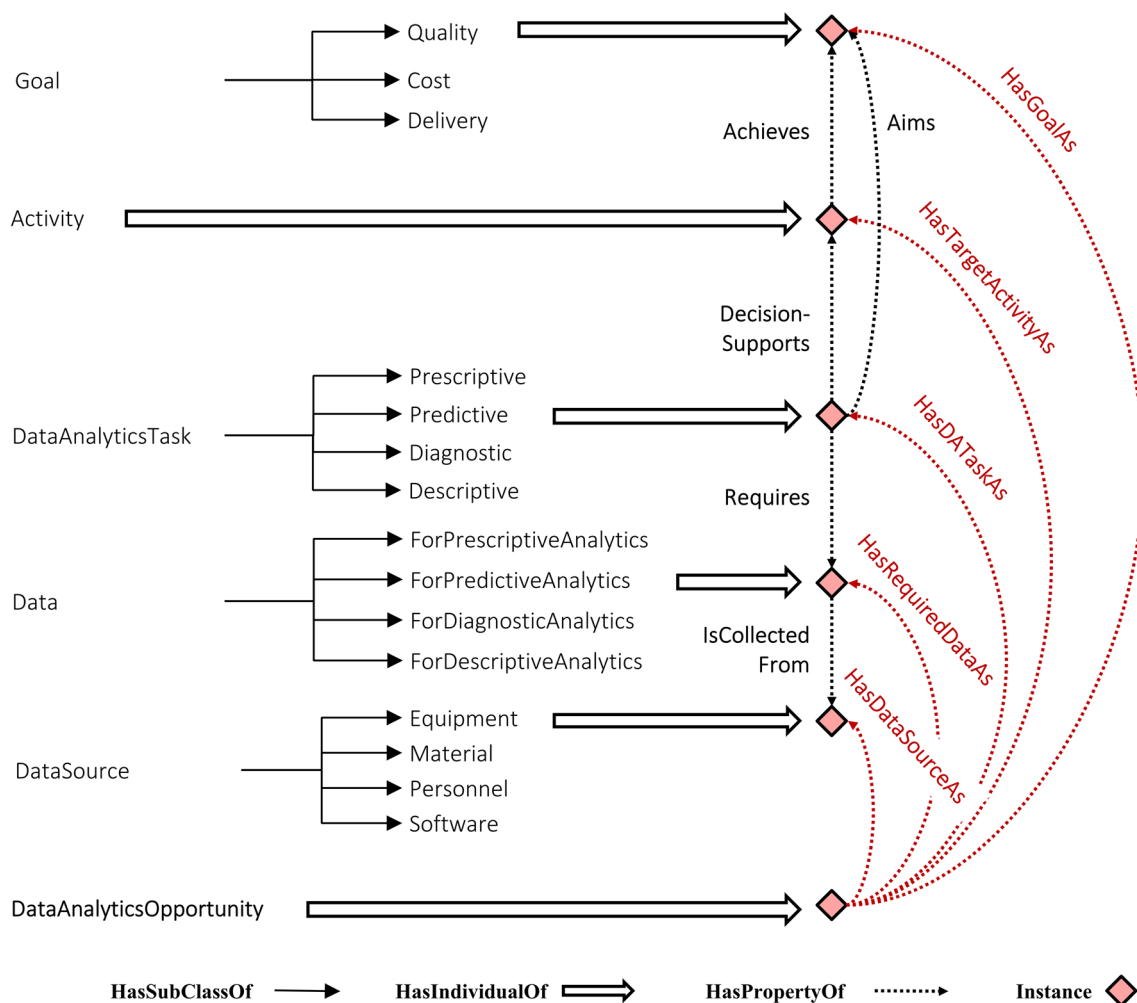 Goal
Quality
Cost
Delivery
Achieves
Aims
HasGoalAs
Activity
HasTargetActivityAs
Decision-
Supports
DataAnalyticsTask
Prescriptive
Predictive
Diagnostic
Descriptive
HasDATaskAs
Requires
Data
ForPrescriptiveAnalytics
ForPredictiveAnalytics
ForDiagnosticAnalytics
ForDescriptiveAnalytics
HasRequiredDataAs
IsCollected
From
DataSource
Equipment
Material
Personnel
Software
HasDataSourceAs
DataAnalyticsOpportunity
HasSubClassOf
HasIndividualOf
HasPropertyOf
Instance